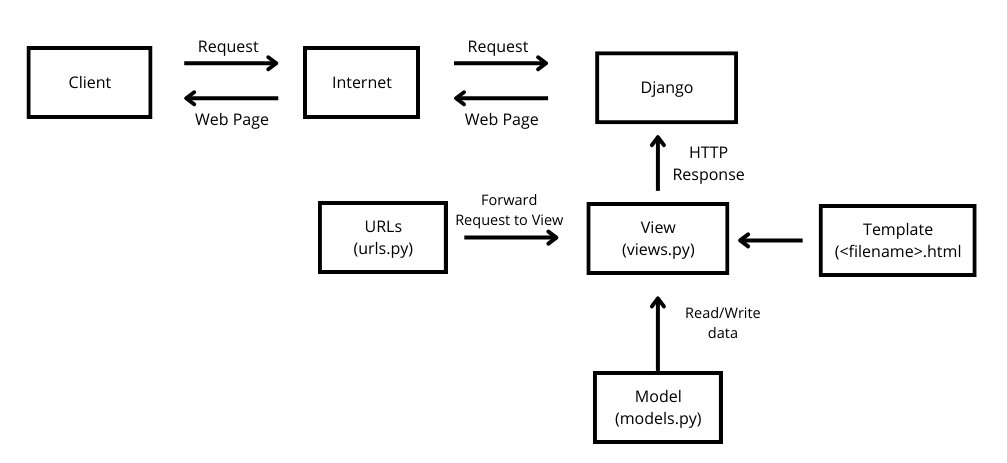 Request
Request
Client
Internet
Django
Web Page
Web Page
HTTP
Response
Forward
Request to View
URLs
(urls.py)
View
(views.py)
Template
(<filename>.html
Read/Write
data
Model
(models.py)